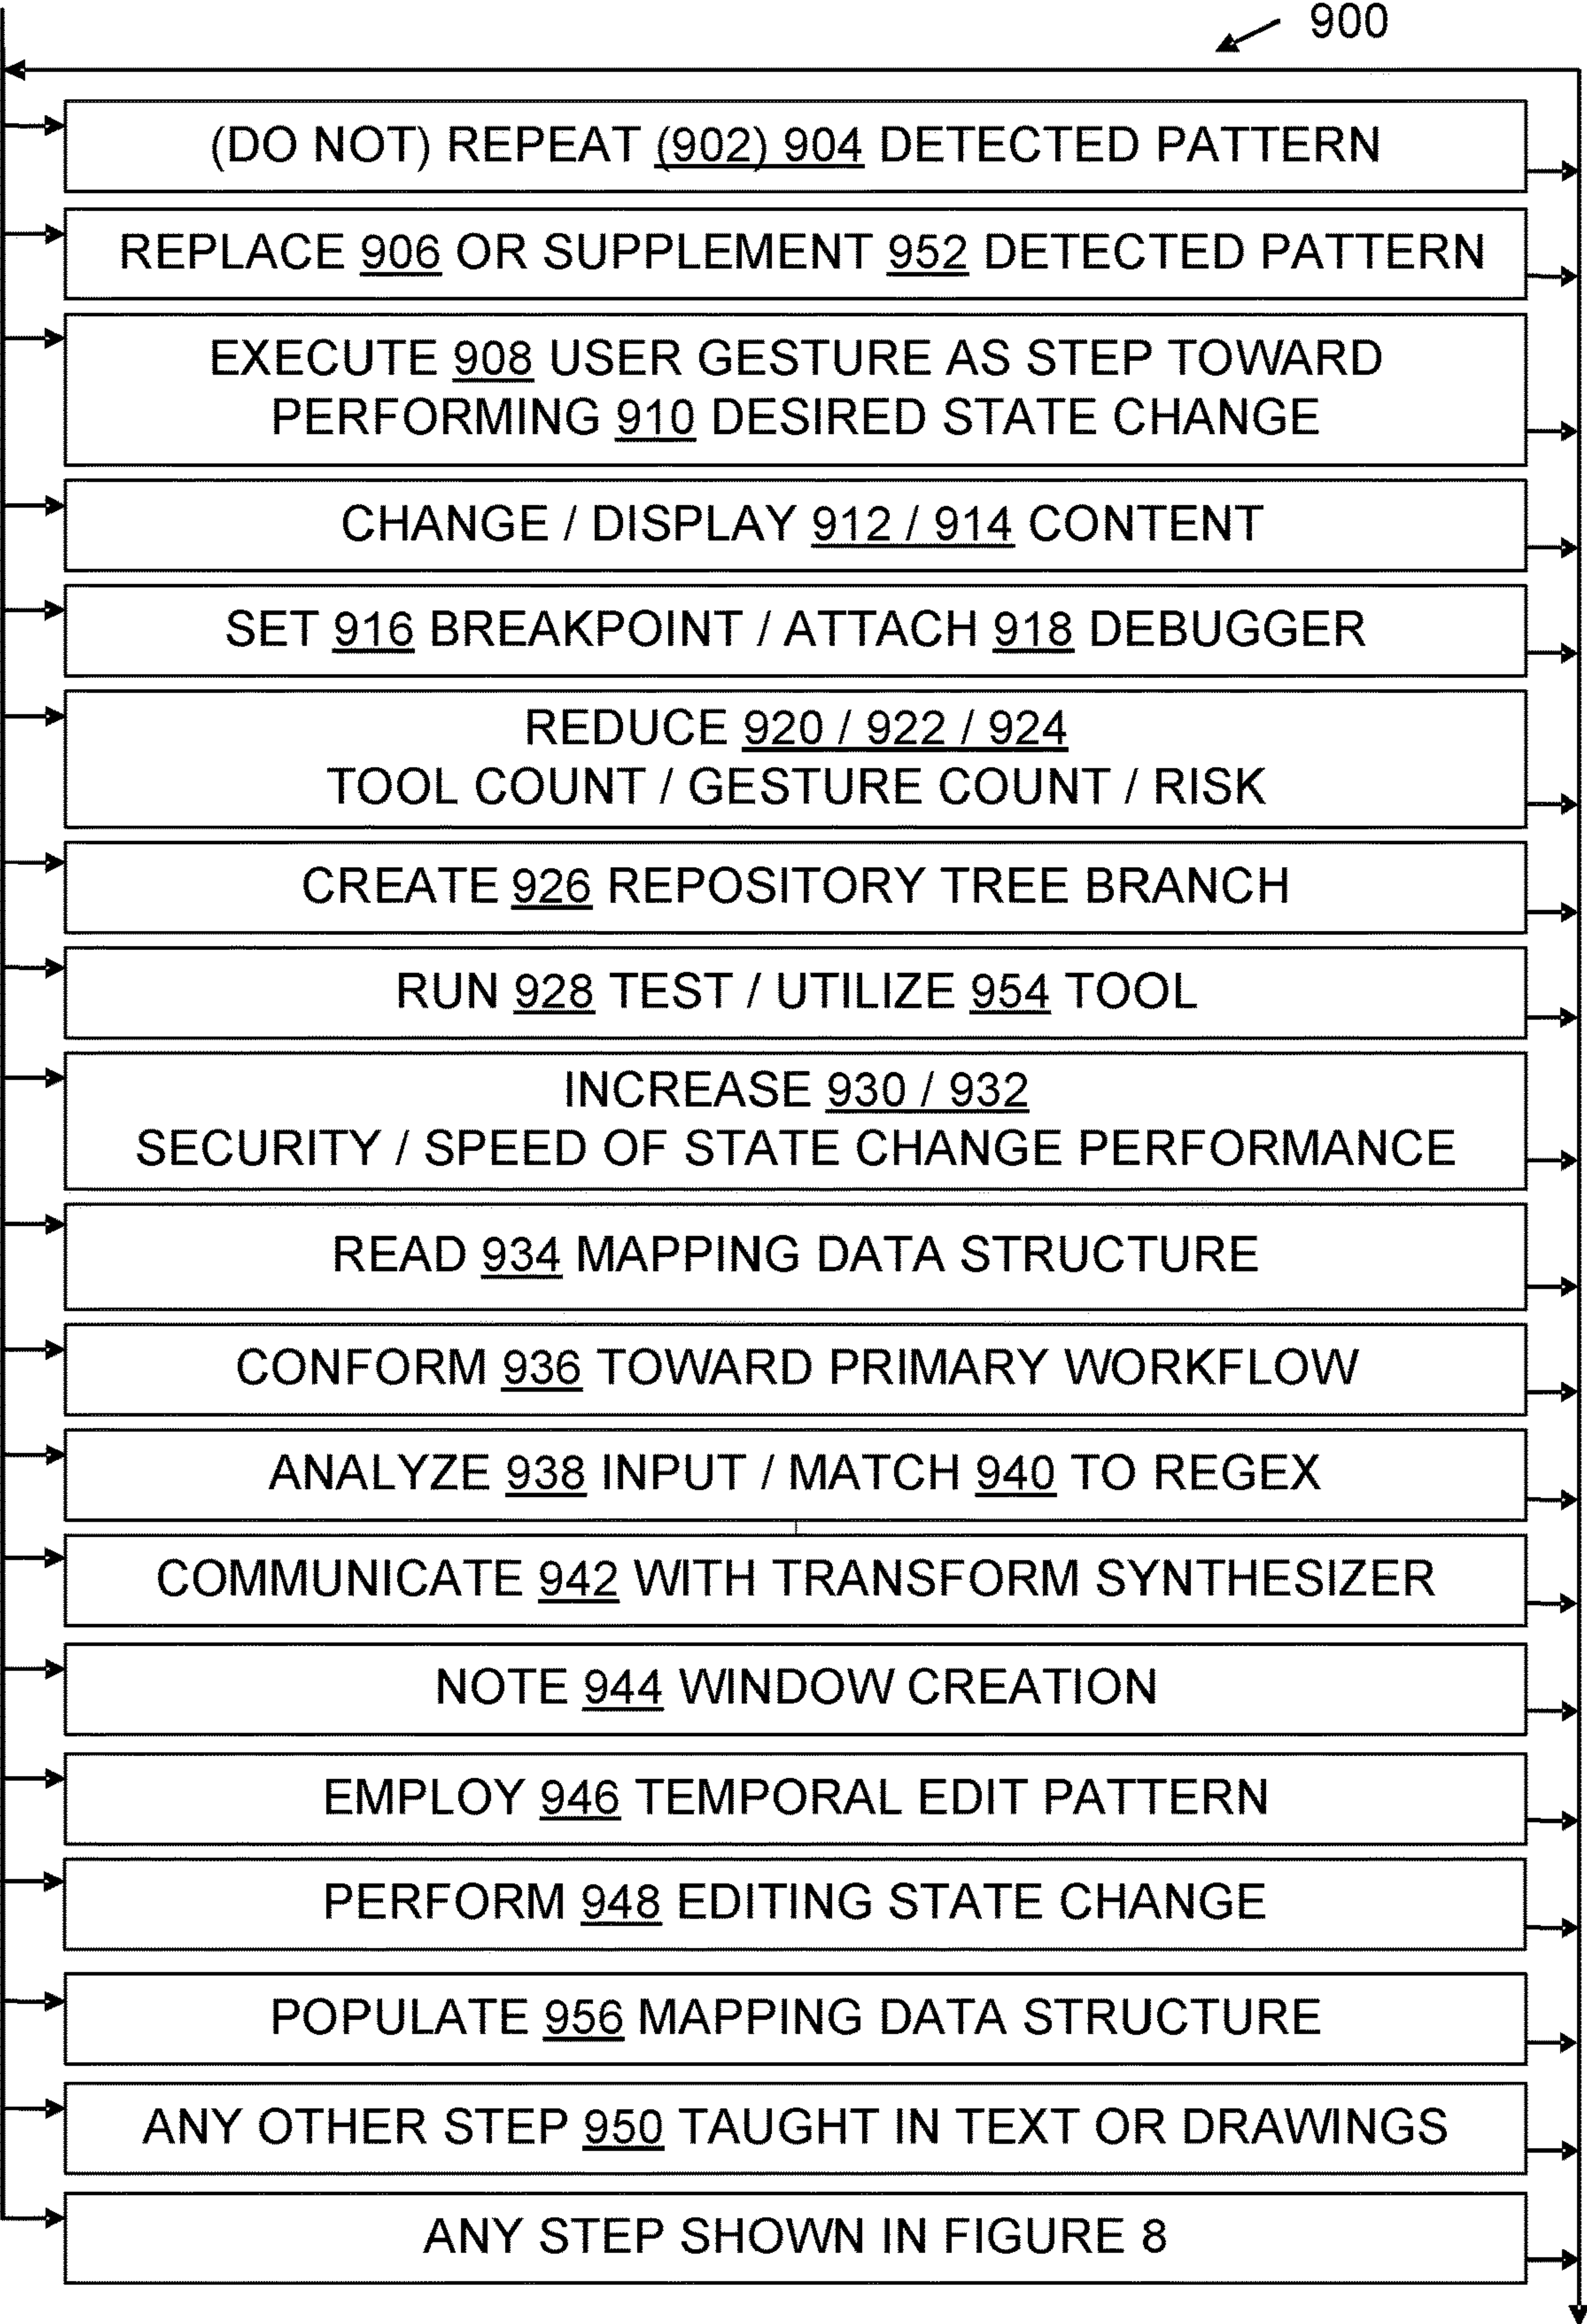 900
(DO NOT) REPEAT (902) 904 DETECTED PATTERN
REPLACE 906 OR SUPPLEMENT 952 DETECTED PATTERN
EXECUTE 908 USER GESTURE AS STEP TOWARD
PERFORMING 910 DESIRED STATE CHANGE
CHANGE / DISPLAY 912 / 914 CONTENT
SET 916 BREAKPOINT / ATTACH 918 DEBUGGER
REDUCE 920 / 922 / 924
TOOL COUNT / GESTURE COUNT / RISK
CREATE 926 REPOSITORY TREE BRANCH
RUN 928 TEST / UTILIZE 954 TOOL
INCREASE 930 / 932
SECURITY / SPEED OF STATE CHANGE PERFORMANCE
READ 934 MAPPING DATA STRUCTURE
CONFORM 936 TOWARD PRIMARY WORKFLOW
ANALYZE 938 INPUT / MATCH 940 TO REGEX
COMMUNICATE 942 WITH TRANSFORM SYNTHESIZER
NOTE 944 WINDOW CREATION
EMPLOY 946 TEMPORAL EDIT PATTERN
PERFORM 948 EDITING STATE CHANGE
POPULATE 956 MAPPING DATA STRUCTURE
ANY OTHER STEP 950 TAUGHT IN TEXT OR DRAWINGS
ANY STEP SHOWN IN FIGURE 8